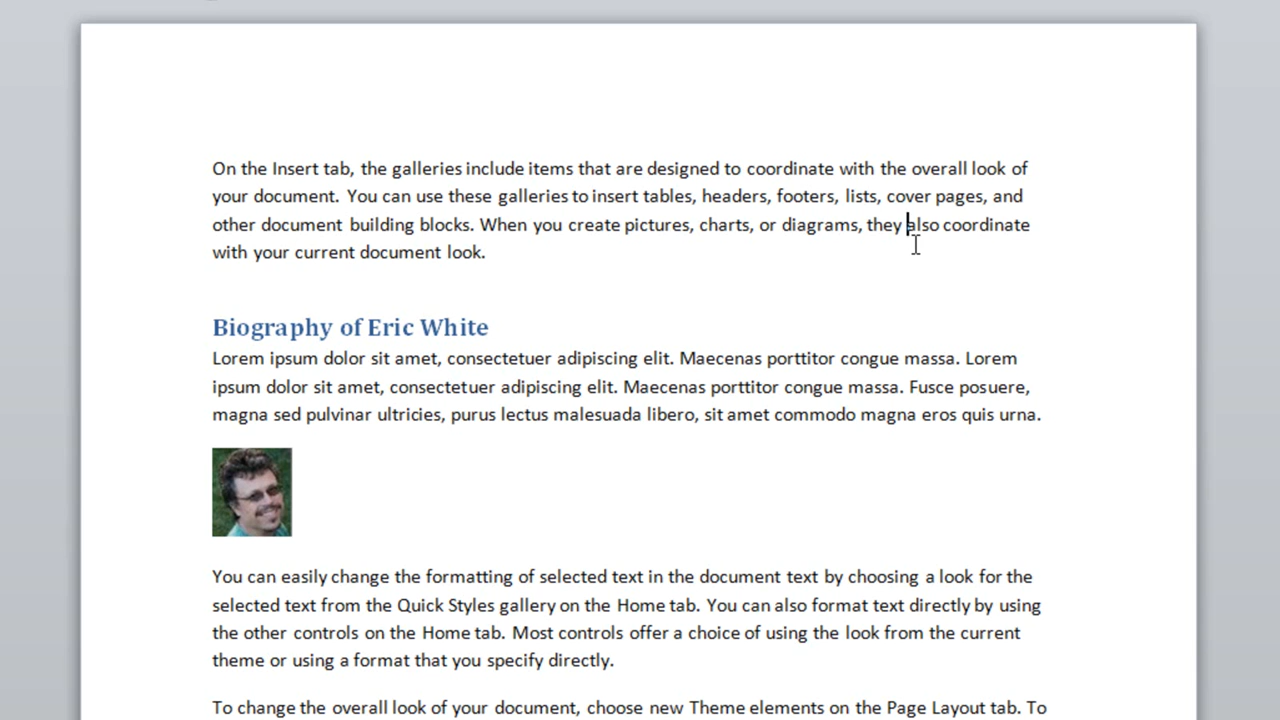 On the Insert tab, the galleries include items that are designed to coordinate with the overall look of
your document. You can use these galleries to insert tables, headers, footers, lists, cover pages, and
other document building blocks. When you create pictures, charts, or diagrams, they also coordinate
with your current document look.
Biography of Eric White
Lorem ipsum dolor sit amet, consectetuer adipiscing elit. Maecenas porttitor congue massa. Lorem
ipsum dolor sit amet, consectetuer adipiscing elit. Maecenas porttitor congue massa. Fusce posuere,
magna sed pulvinar ultricies, purus lectus malesuada libero, sit amet commodo magna eros quis urna.
You can easily change the formatting of selected text in the document text by choosing a look for the
selected text from the Quick Styles gallery on the Home tab. You can also format text directly by using
the other controls on the Home tab. Most controls offer a choice of using the look from the current
theme or using a format that you specify directly.
To change the overall look of your document, choose new Theme elements on the Page Layout tab. To